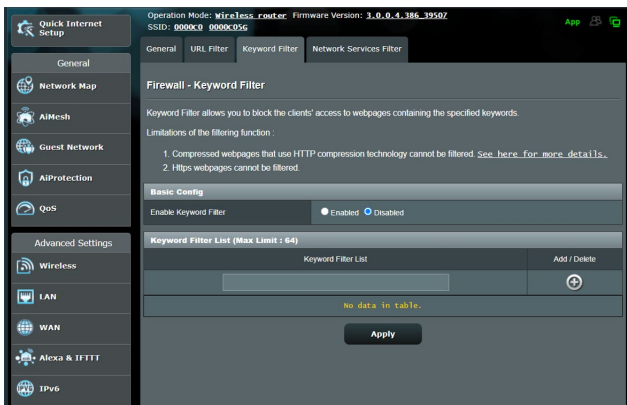 Quick Internet
Setup
General
Network Map
AiMesh
Guest Network
AiProtection
QoS
Advanced Settings
Wireless
LAN
WAN
Alexa & IFTTT
IPv6
Operation Mode: Wireless router Firmware Version: 3.0.0.4.386_39507
SSID: 0000C0 0000C05G
App
General URL Filter Keyword Filter Network Services Filter
Firewall - Keyword Filter
Keyword Filter allows you to block the clients' access to webpages containing the specified keywords.
Limitations of the filtering function :
1. Compressed webpages that use HTTP compression technology cannot be filtered. See here for more details.
2. Https webpages cannot be filtered.
Basic Config
Enable Keyword Filter Enabled Disabled
Keyword Filter List (Max Limit : 64)
Keyword Filter List Add / Delete
No data in table.
Apply